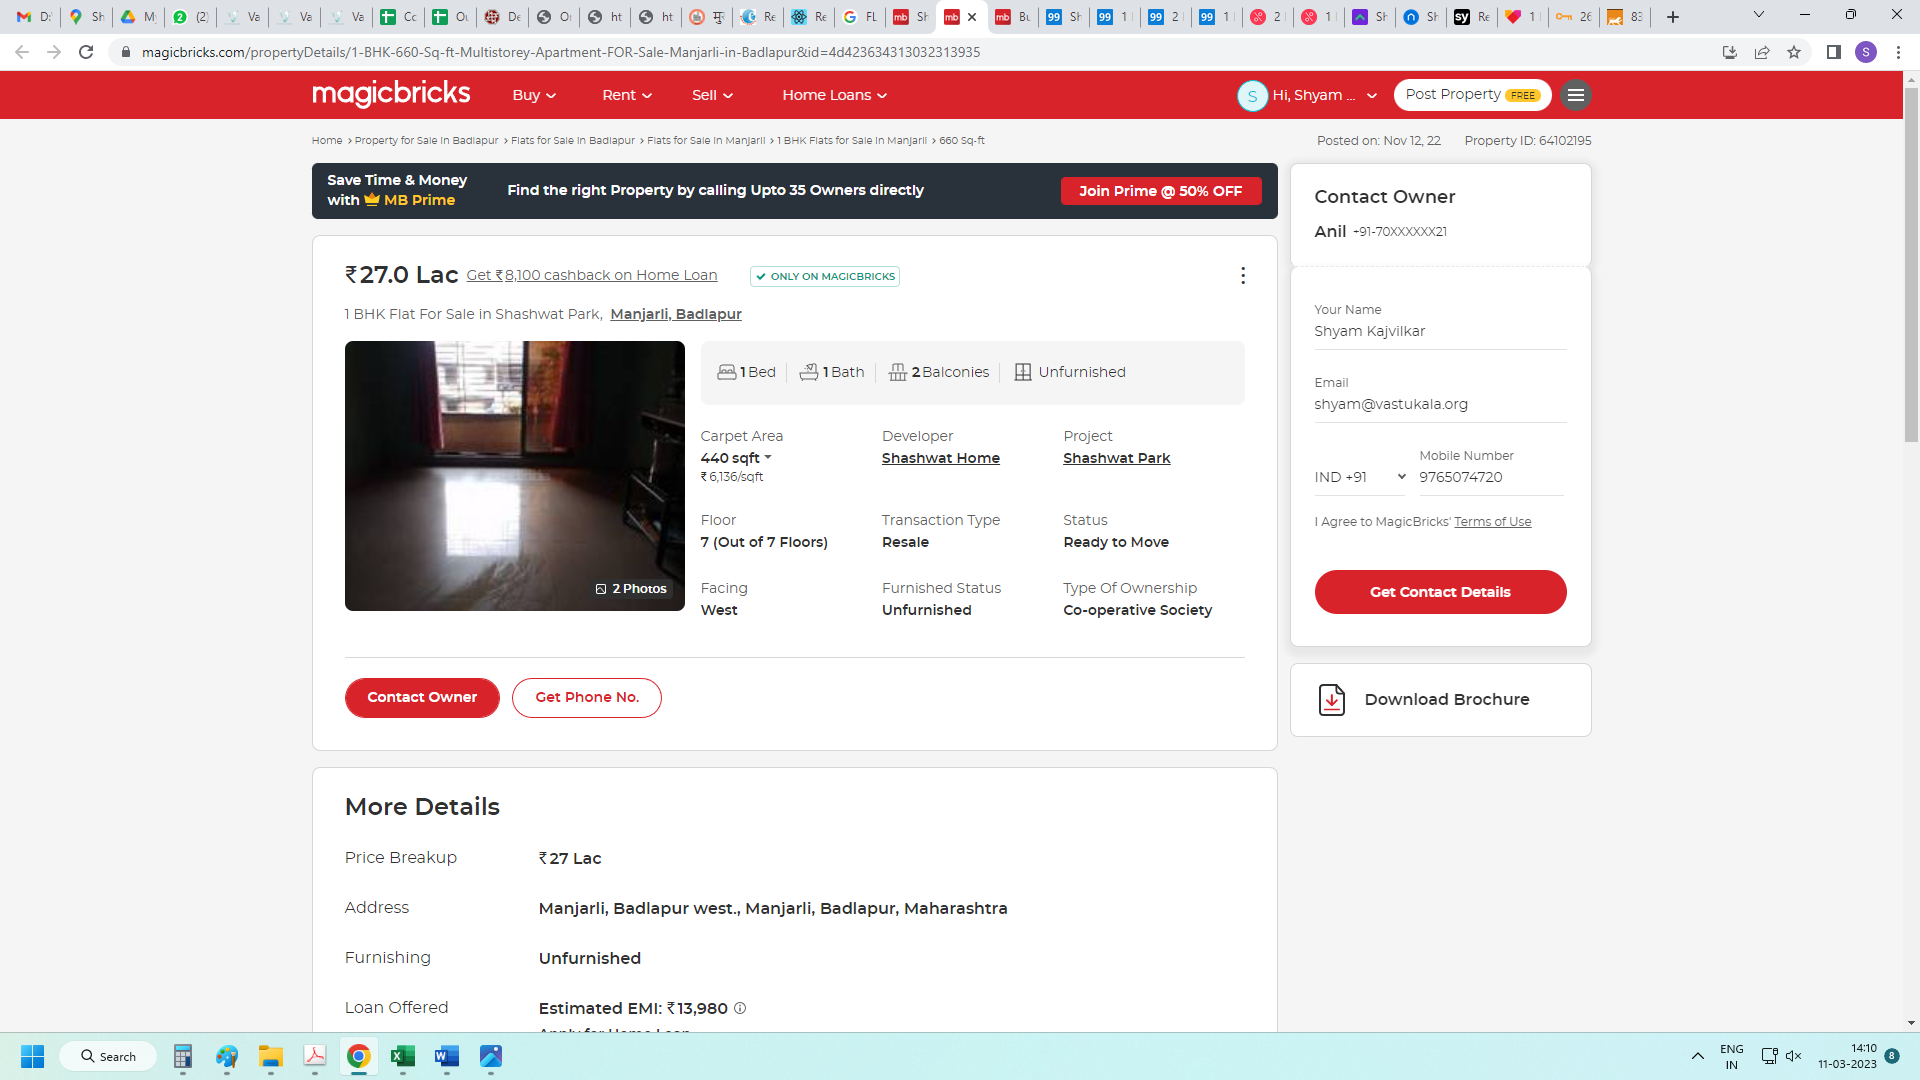 magicbricks.com/propertyDetails/1-BHK-660-Sq-ft-Multistorey-Apartment-FOR-Sale-Manjarli-in-Badlapur&id=4d423634313032313935
magicbricks
Buy
Rent
Sell
Home Loans
S
Hi, Shyam ...
Post Property FREE
Home > Property for Sale in Badlapur > Flats for Sale in Badlapur > Flats for Sale in Manjarli > 1 BHK Flats for Sale in Manjarli > 660 Sq-ft
Posted on: Nov 12, 22 Property ID: 64102195
Save Time & Money
with MB Prime
Find the right Property by calling Upto 35 Owners directly
Join Prime @ 50% OFF
₹27.0 Lac Get ₹8,100 cashback on Home Loan
ONLY ON MAGICBRICKS
1 BHK Flat For Sale in Shashwat Park, Manjarli, Badlapur
2 Photos
1 Bed
1 Bath
2 Balconies
Unfurnished
Carpet Area
440 sqft
₹6,136/sqft
Developer
Shashwat Home
Project
Shashwat Park
Floor
7 (Out of 7 Floors)
Transaction Type
Resale
Status
Ready to Move
Facing
West
Furnished Status
Unfurnished
Type Of Ownership
Co-operative Society
Contact Owner
Get Phone No.
Contact Owner
Anil +91-70XXXXXX21
Your Name
Shyam Kajvilkar
Email
shyam@vastukala.org
IND +91
Mobile Number
9765074720
I Agree to MagicBricks' Terms of Use
Get Contact Details
Download Brochure
More Details
Price Breakup
₹27 Lac
Address
Manjarli, Badlapur west., Manjarli, Badlapur, Maharashtra
Furnishing
Unfurnished
Loan Offered
Estimated EMI: ₹13,980
Search
ENG
IN
14:10
11-03-2023
8